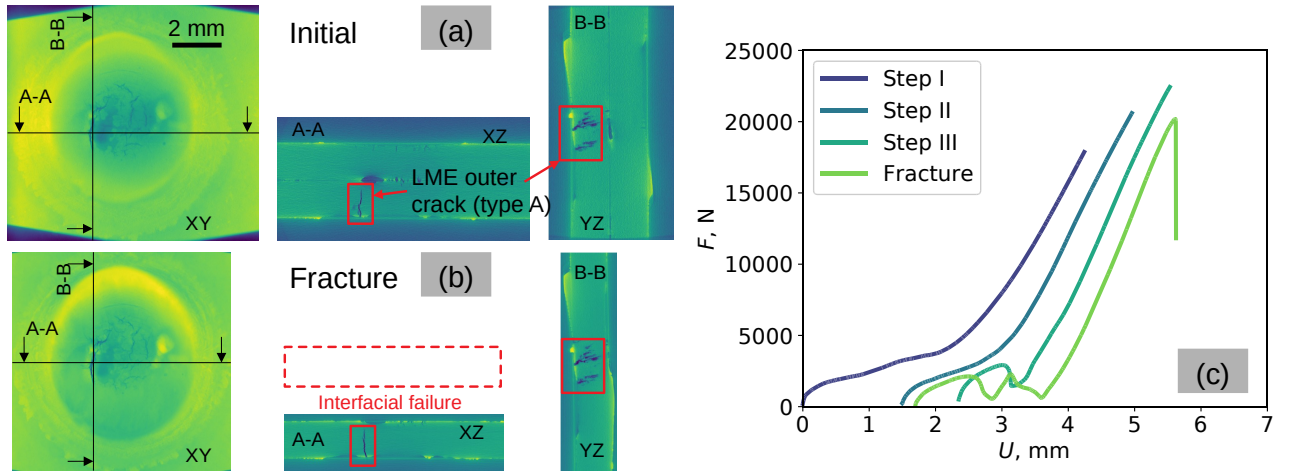 B-B
2 mm
A-A
XY
Initial
(a)
A-A
XZ
LME outer
crack (type A)
B-B
YZ
B-B
A-A
XY
Fracture
(b)
Interfacial failure
A-A
XZ
B-B
YZ
25000
20000
15000
10000
5000
0
F, N
Step I
Step II
Step III
Fracture
(c)
0 1 2 3 4 5 6 7
U, mm